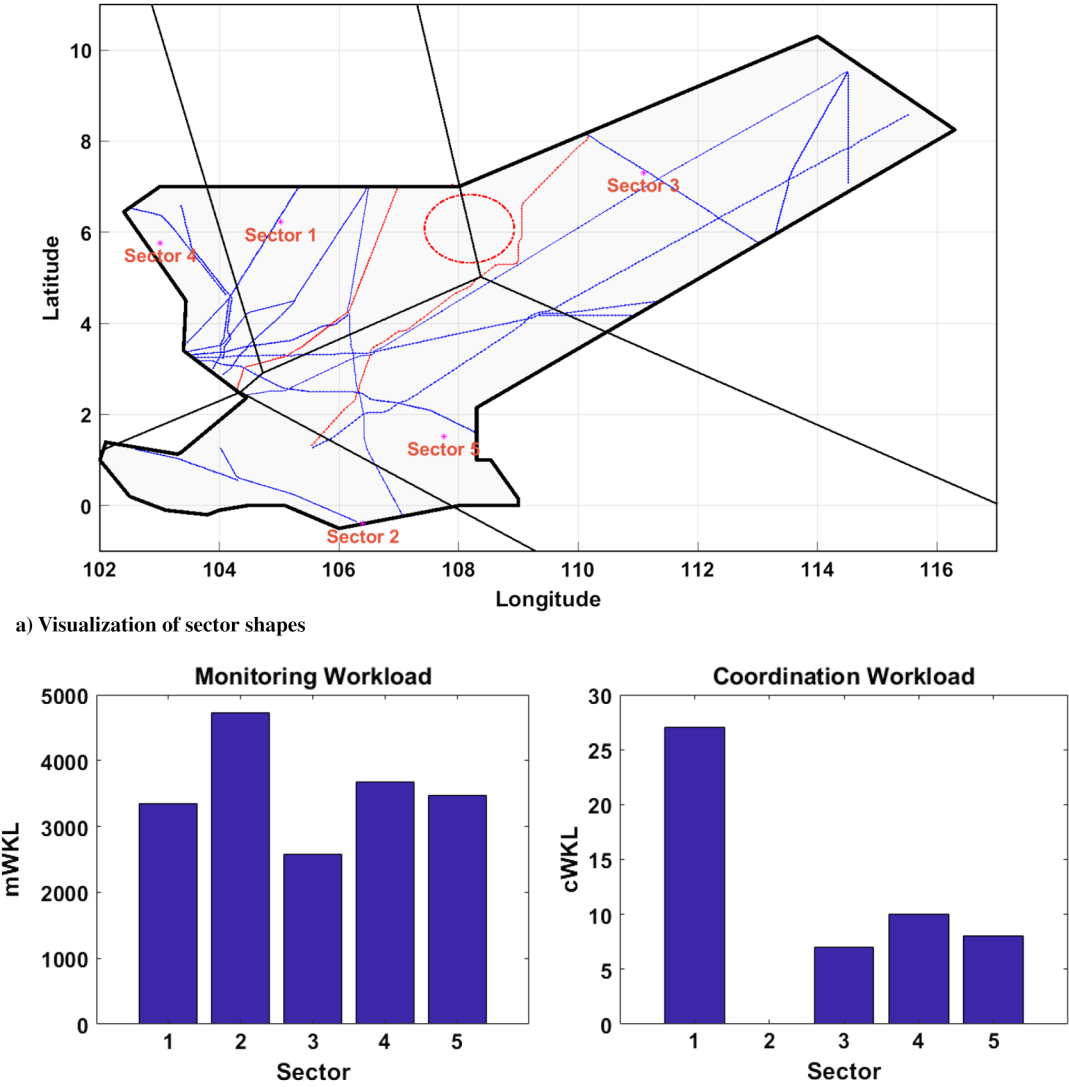 10
8
6
4
2
0
Latitude
Sector 1
Sector 4
Sector 3
Sector 5
Sector 2
102 104 106 108 110 112 114 116
Longitude
a) Visualization of sector shapes
Monitoring Workload
5000
4000
3000
2000
1000
0
mWKL
1 2 3 4 5
Sector
Coordination Workload
30
25
20
15
10
5
0
cWKL
1 2 3 4 5
Sector